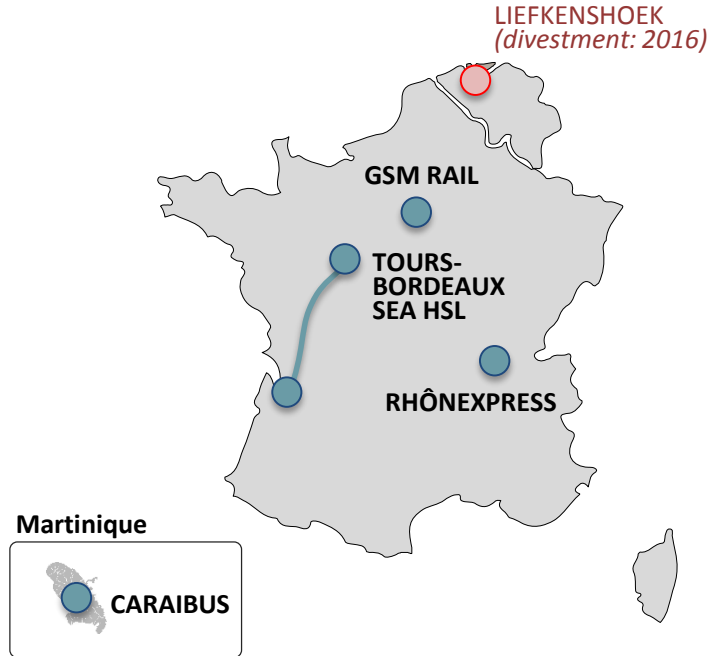 LIEFKENSHOEK
(divestment: 2016)
GSM RAIL
TOURS-
BORDEAUX
SEA HSL
RHÔNEXPRESS
Martinique
CARAIBUS